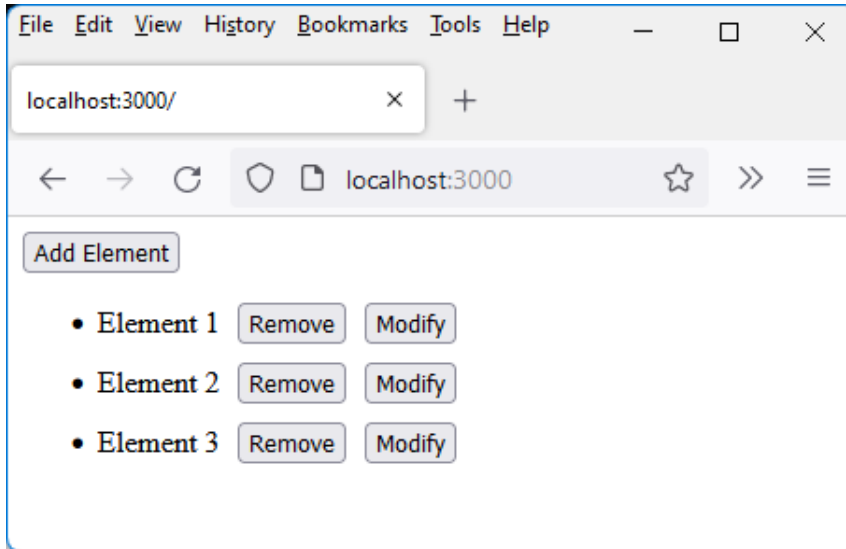 File Edit View History Bookmarks Tools Help
localhost:3000/
localhost:3000
Add Element
• Element 1 Remove Modify
• Element 2 Remove Modify
• Element 3 Remove Modify